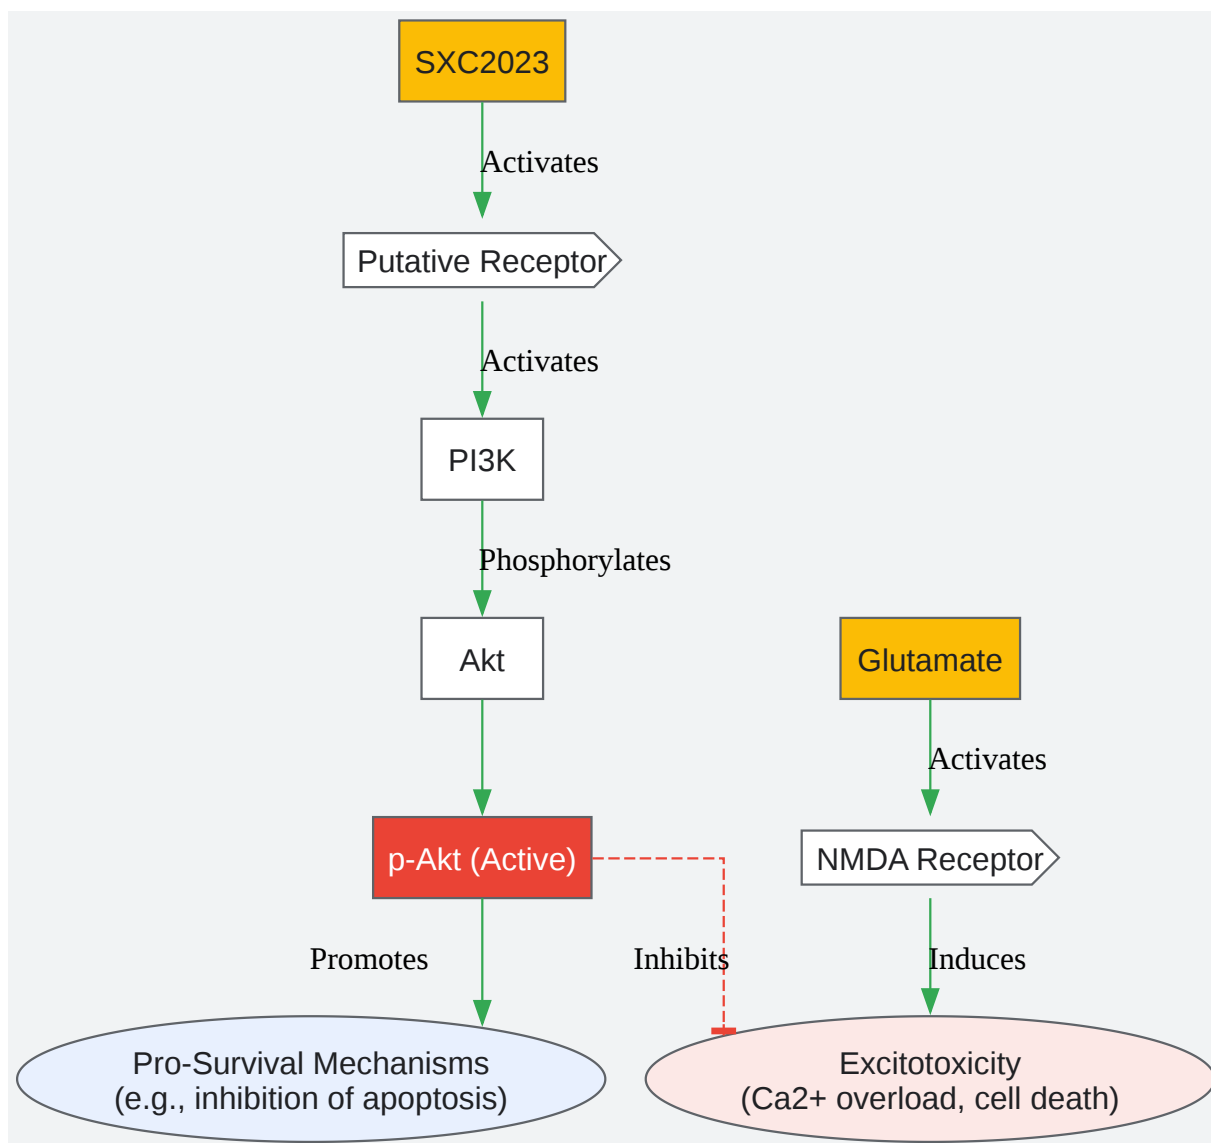 SXC2023
Activates
Putative Receptor
Activates
PI3K
Phosphorylates
Akt
Glutamate
Activates
p-Akt (Active)
NMDA Receptor
Promotes
Inhibits
Induces
Pro-Survival Mechanisms
(e.g., inhibition of apoptosis)
Excitotoxicity
(Ca2+ overload, cell death)